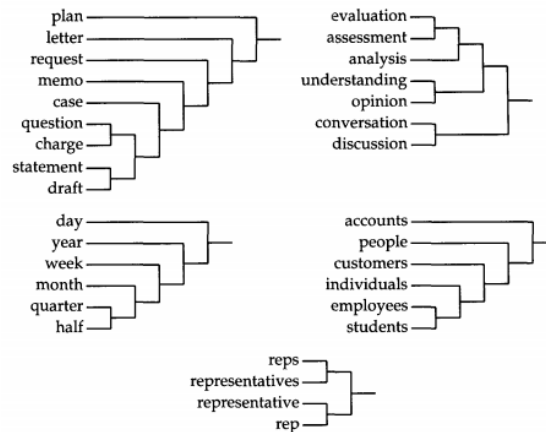 plan
letter
request
memo
case
question
charge
statement
draft
evaluation
assessment
analysis
understanding
opinion
conversation
discussion
day
year
week
month
quarter
half
accounts
people
customers
individuals
employees
students
reps
representatives
representative
rep